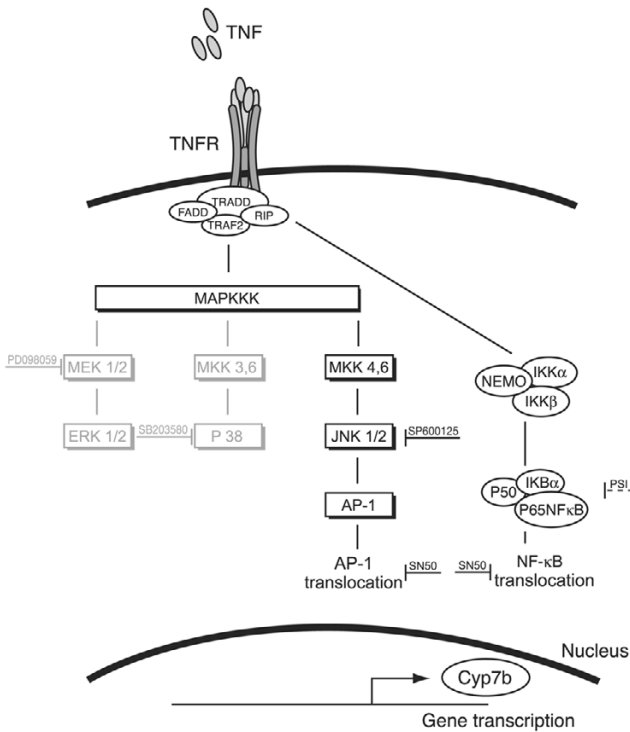 TNF
TNFR
TRADD
FADD
RIP
TRAF2
MAPKKK
PD098059
MEK 1/2
MKK 3,6
MKK 4,6
NEMO
IKKα
IKKβ
ERK 1/2
SB203580
P 38
JNK 1/2
SP600125
P50
IKBα
P65NFκB
PSI
AP-1
AP-1
translocation
SN50
SN50
NF-κB
translocation
Nucleus
Cyp7b
Gene transcription